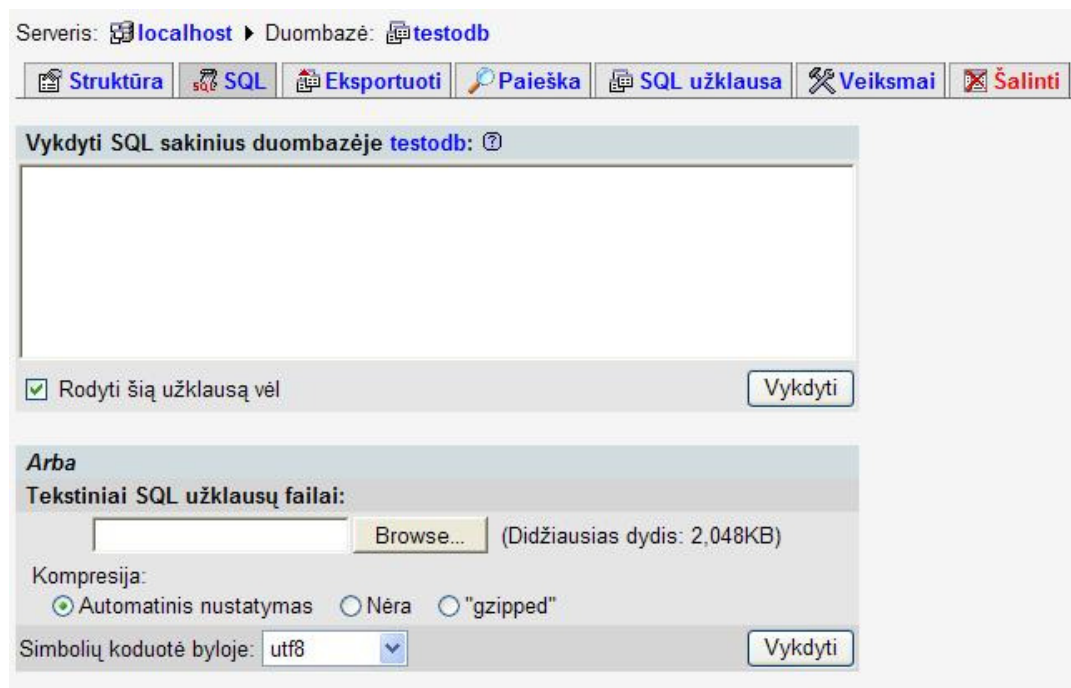 Serveris: localhost ▶ Duombazė: testodb
Struktūra SQL Eksportuoti Paieška SQL užklausa Veiksmai Šalinti
Vykdyti SQL sakinius duombazėje testodb:
Rodyti šią užklausą vėl Vykdyti
Arba
Tekstiniai SQL užklausų failai:
Browse... (Didžiausias dydis: 2,048KB)
Kompresija:
Automatinis nustatymas Nėra "gzipped"
Simbolių koduotė byloje: utf8 Vykdyti